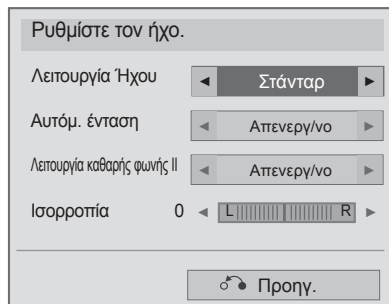 Ρυθμίστε τον ήχο.
Λειτουργία Ήχου ◄ Στάνταρ ►
Αυτόμ. ένταση ◄ Απενεργ/νο ►
Λειτουργία καθαρής φωνής II ◄ Απενεργ/νο ►
Ισορροπία 0 ◄ L R ►
Προηγ.